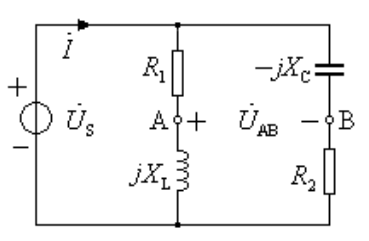 İ
R₁
-jX_C
+
U̇_S
A
+
U̇_AB
-
B
-
jX_L
R₂